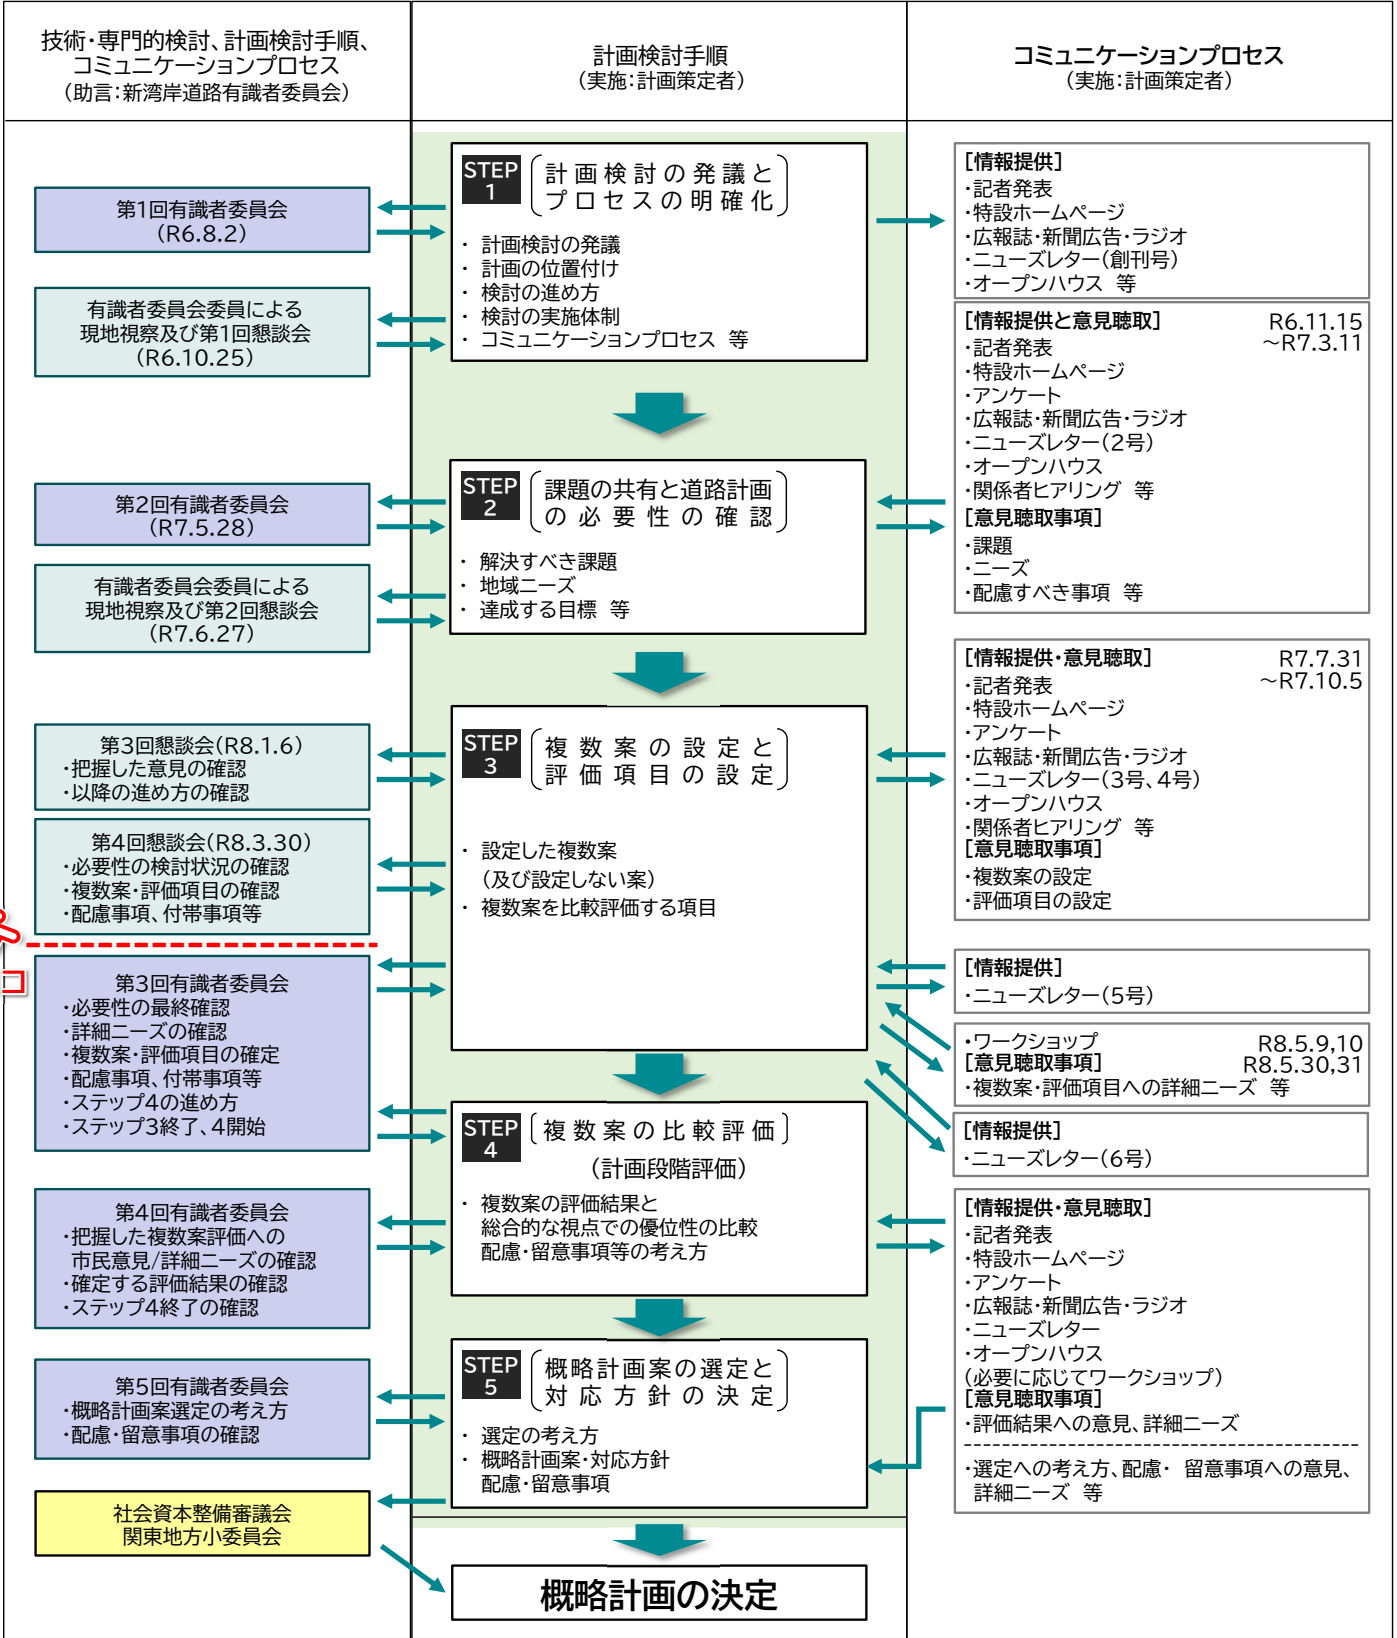 技術・専門的検討、計画検討手順、
コミュニケーションプロセス
（助言：新湾岸道路有識者委員会）
計画検討手順
（実施：計画策定者）
コミュニケーションプロセス
（実施：計画策定者）
第1回有識者委員会
（R6.8.2）
有識者委員会委員による
現地視察及び第1回懇談会
（R6.10.25）
第2回有識者委員会
（R7.5.28）
有識者委員会委員による
現地視察及び第2回懇談会
（R7.6.27）
第3回懇談会（R8.1.6）
・把握した意見の確認
・以降の進め方の確認
第4回懇談会（R8.3.30）
・必要性の検討状況の確認
・複数案・評価項目の確認
・配慮事項、付帯事項等
第3回有識者委員会
・必要性の最終確認
・詳細ニーズの確認
・複数案・評価項目の確定
・配慮事項、付帯事項等
・ステップ4の進め方
・ステップ3終了、4開始
第4回有識者委員会
・把握した複数案評価への
市民意見/詳細ニーズの確認
・確定する評価結果の確認
・ステップ4終了の確認
第5回有識者委員会
・概略計画案選定の考え方
・配慮・留意事項の確認
社会資本整備審議会
関東地方小委員会
STEP
1
計画検討の発議と
プロセスの明確化
・ 計画検討の発議
・ 計画の位置付け
・ 検討の進め方
・ 検討の実施体制
・ コミュニケーションプロセス 等
STEP
2
課題の共有と道路計画
の必要性の確認
・ 解決すべき課題
・ 地域ニーズ
・ 達成する目標 等
STEP
3
複数案の設定と
評価項目の設定
・ 設定した複数案
（及び設定しない案）
・ 複数案を比較評価する項目
STEP
4
複数案の比較評価
（計画段階評価）
・ 複数案の評価結果と
総合的な視点での優位性の比較
配慮・留意事項等の考え方
STEP
5
概略計画案の選定と
対応方針の決定
・ 選定の考え方
・ 概略計画案・対応方針
配慮・留意事項
概略計画の決定
［情報提供］
・記者発表
・特設ホームページ
・広報誌・新聞広告・ラジオ
・ニューズレター（創刊号）
・オープンハウス 等
［情報提供と意見聴取］ R6.11.15
・記者発表 ～R7.3.11
・特設ホームページ
・アンケート
・広報誌・新聞広告・ラジオ
・ニューズレター（2号）
・オープンハウス
・関係者ヒアリング 等
［意見聴取事項］
・課題
・ニーズ
・配慮すべき事項 等
［情報提供・意見聴取］ R7.7.31
・記者発表 ～R7.10.5
・特設ホームページ
・アンケート
・広報誌・新聞広告・ラジオ
・ニューズレター（3号、4号）
・オープンハウス
・関係者ヒアリング 等
［意見聴取事項］
・複数案の設定
・評価項目の設定
［情報提供］
・ニューズレター（5号）
・ワークショップ R8.5.9,10
［意見聴取事項］ R8.5.30,31
・複数案・評価項目への詳細ニーズ 等
［情報提供］
・ニューズレター（6号）
［情報提供・意見聴取］
・記者発表
・特設ホームページ
・アンケート
・広報誌・新聞広告・ラジオ
・ニューズレター
・オープンハウス
（必要に応じてワークショップ）
［意見聴取事項］
・評価結果への意見、詳細ニーズ
・選定への考え方、配慮・ 留意事項への意見、
詳細ニーズ 等